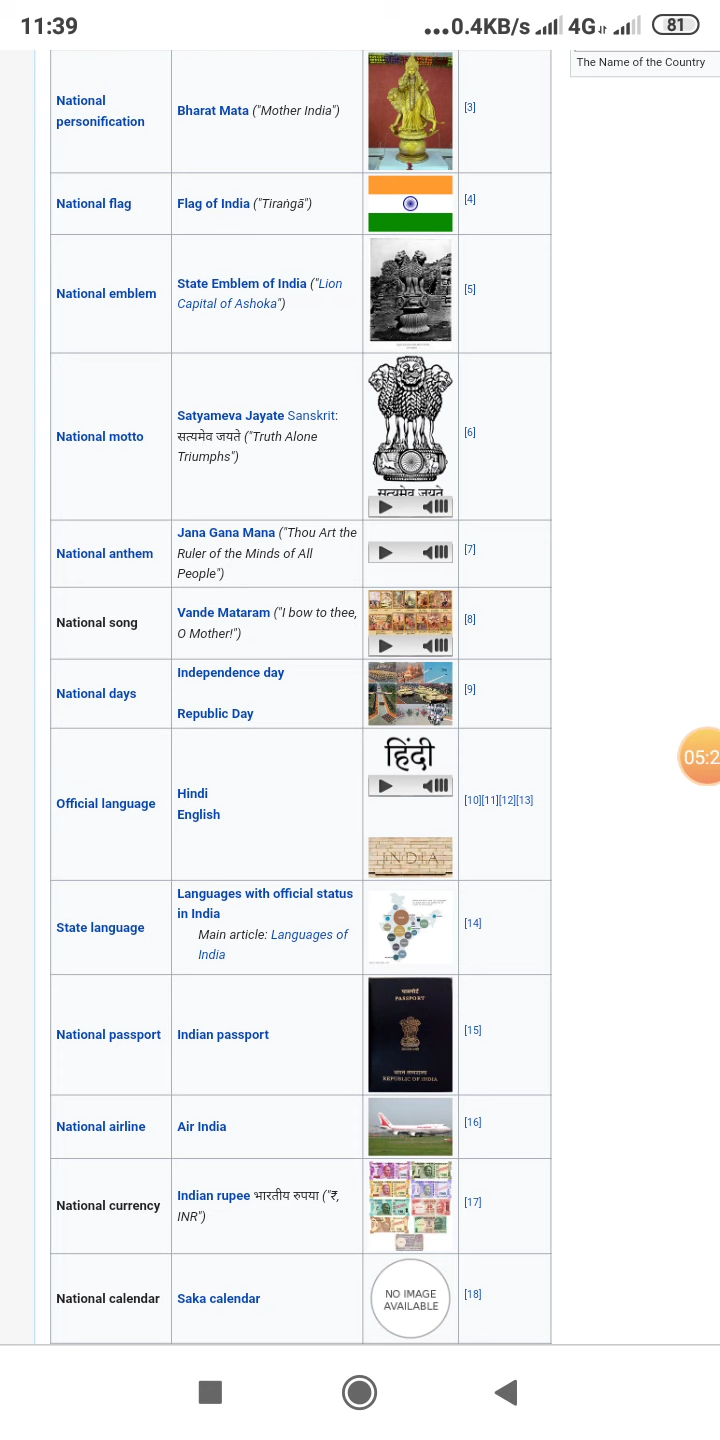 11:39
...0.4KB/s 4G 81
The Name of the Country
National personification
Bharat Mata ("Mother India")
[3]
National flag
Flag of India ("Tiraṅgā")
[4]
National emblem
State Emblem of India ("Lion
Capital of Ashoka")
[5]
National motto
Satyameva Jayate Sanskrit:
सत्यमेव जयते ("Truth Alone
Triumphs")
सत्यमेव जयते
[6]
National anthem
Jana Gana Mana ("Thou Art the
Ruler of the Minds of All
People")
[7]
National song
Vande Mataram ("I bow to thee,
O Mother!")
[8]
National days
Independence day
Republic Day
[9]
Official language
Hindi
English
हिंदी
INDIA
[10][11][12][13]
State language
Languages with official status
in India
Main article: Languages of
India
[14]
National passport
Indian passport
पासपोर्ट
PASSPORT
भारत गणराज्य
REPUBLIC OF INDIA
[15]
National airline
Air India
[16]
National currency
Indian rupee भारतीय रुपया ("₹,
INR")
[17]
National calendar
Saka calendar
NO IMAGE
AVAILABLE
[18]
05:2